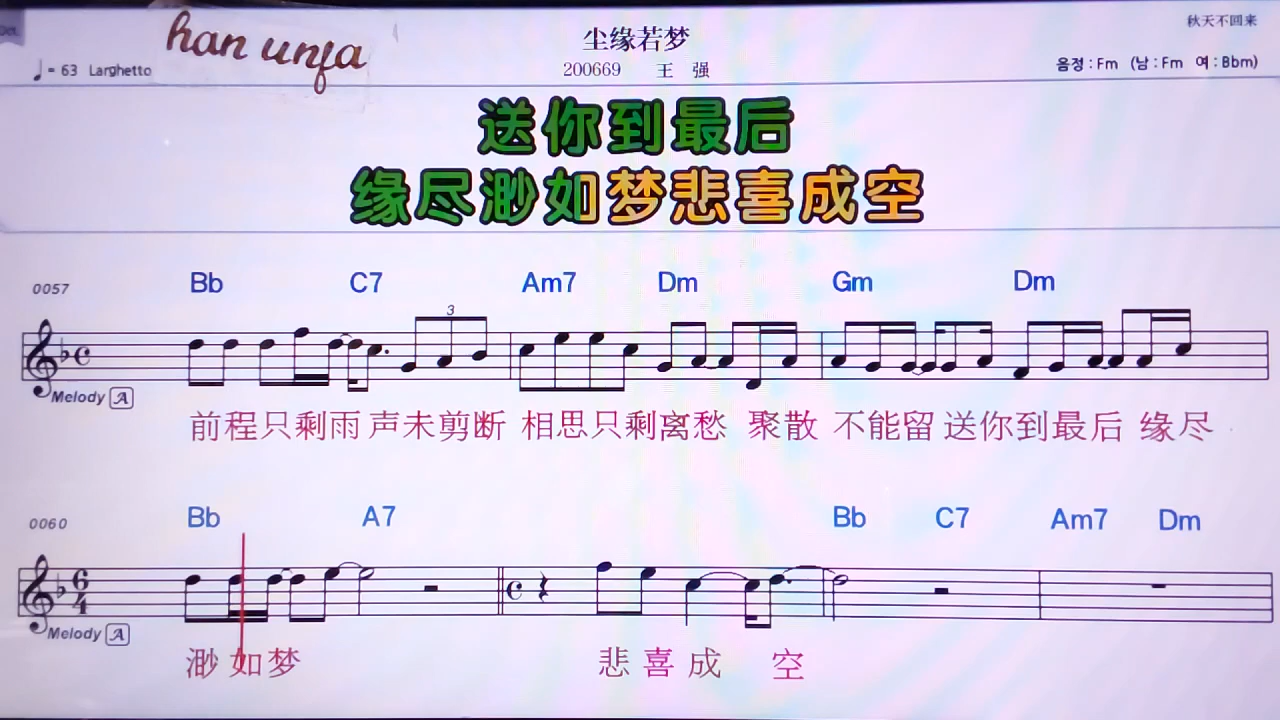 han unfa
尘缘若梦
秋天不回来
♩= 63 Larghetto
200669 王 强
음정 : Fm (남 : Fm 여 : Bbm)
送你到最后
缘尽渺如梦悲喜成空
0057 Bb C7 Am7 Dm Gm Dm
3
Melody A
前程只剩雨声未剪断 相思只剩离愁 聚散 不能留 送你到最后 缘尽
0060 Bb A7 Bb C7 Am7 Dm
6
4
Melody A
渺 如梦 悲 喜 成 空